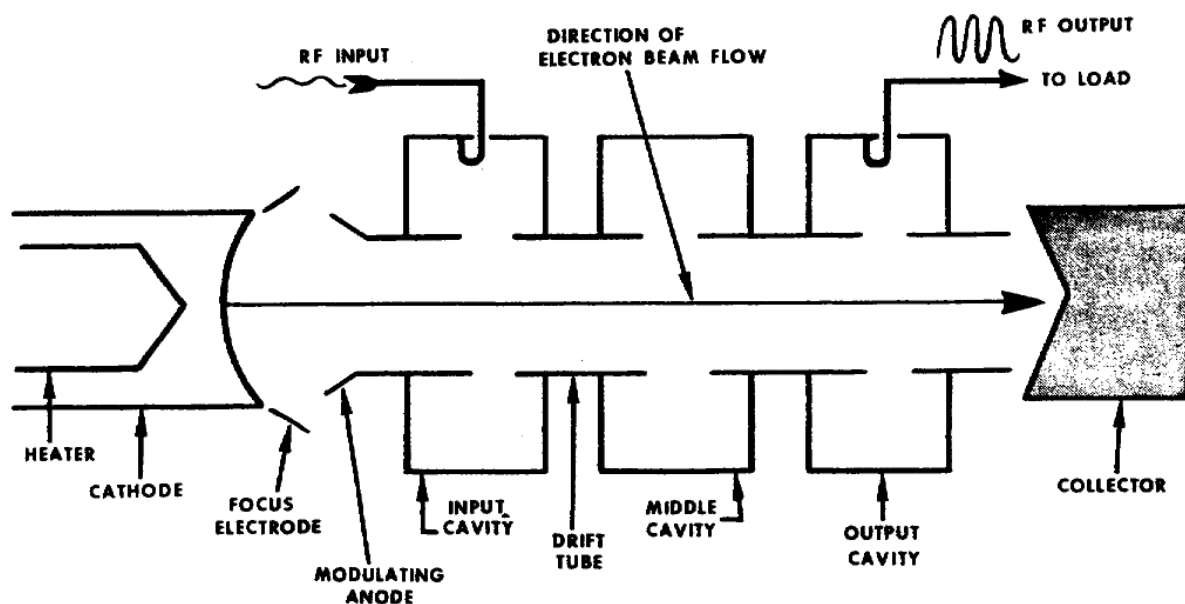 RF INPUT
DIRECTION OF
ELECTRON BEAM FLOW
RF OUTPUT
TO LOAD
HEATER
CATHODE
FOCUS
ELECTRODE
MODULATING
ANODE
INPUT
CAVITY
DRIFT
TUBE
MIDDLE
CAVITY
OUTPUT
CAVITY
COLLECTOR